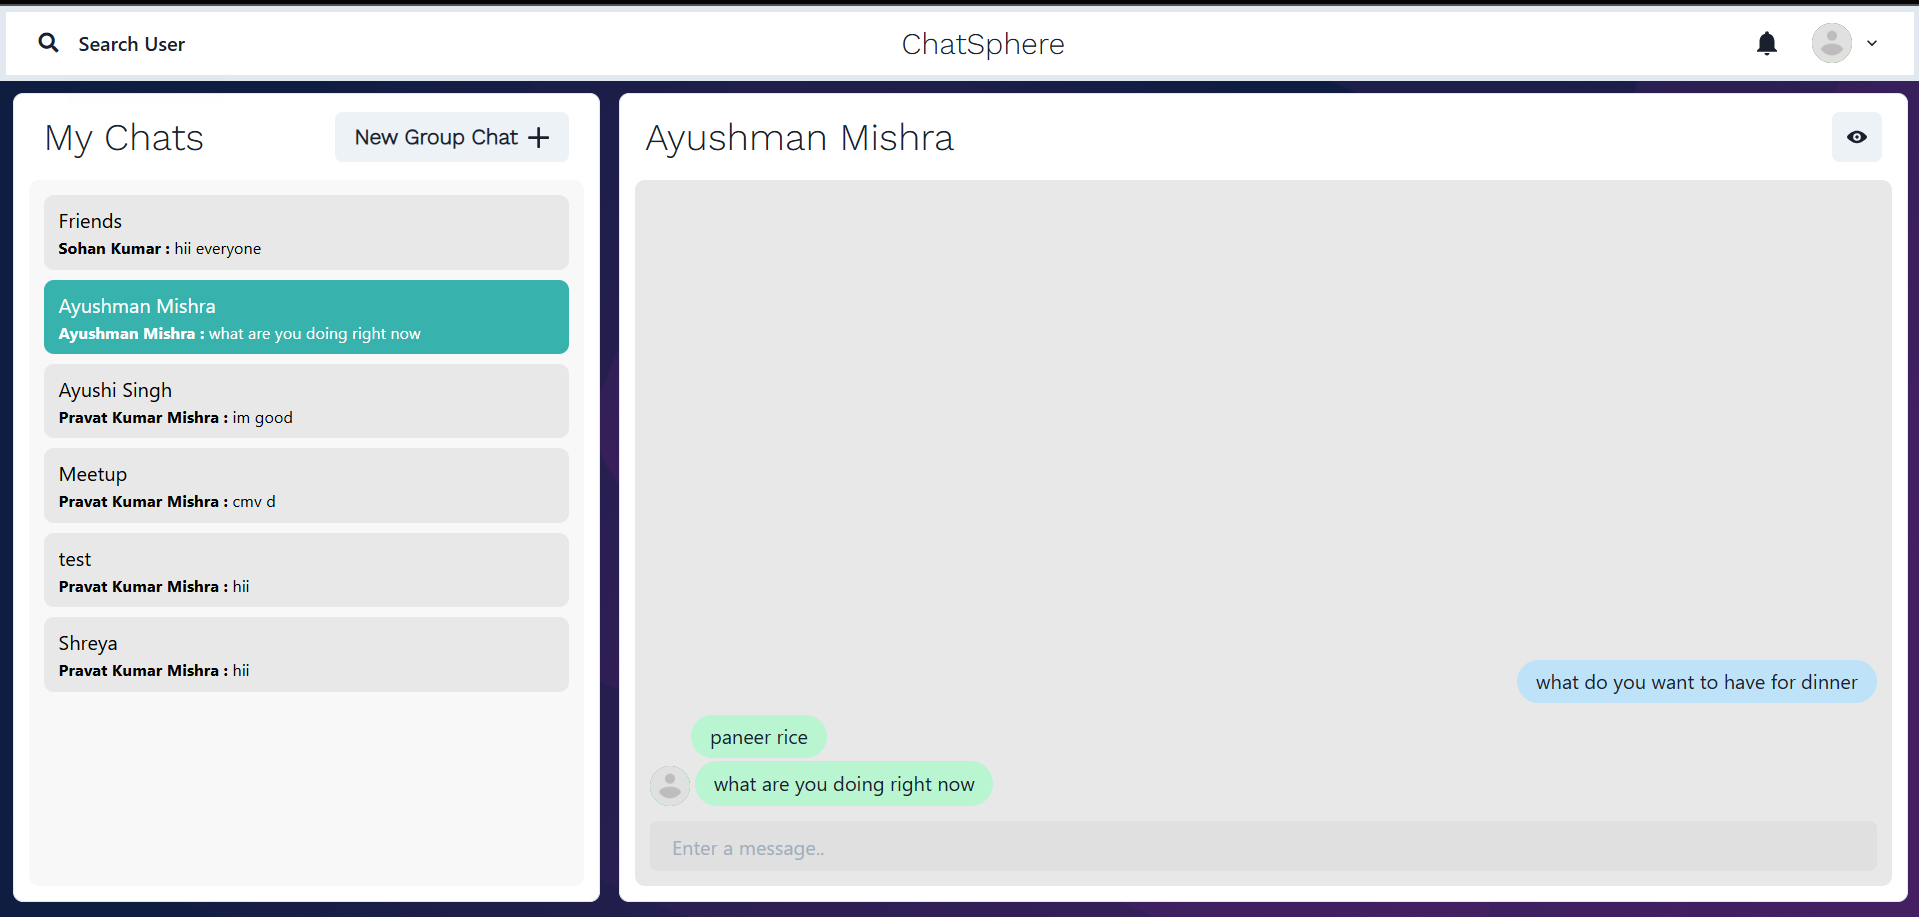 Search User
ChatSphere
My Chats
New Group Chat
Friends
Sohan Kumar : hii everyone
Ayushman Mishra
Ayushman Mishra : what are you doing right now
Ayushi Singh
Pravat Kumar Mishra : im good
Meetup
Pravat Kumar Mishra : cmv d
test
Pravat Kumar Mishra : hii
Shreya
Pravat Kumar Mishra : hii
Ayushman Mishra
what do you want to have for dinner
paneer rice
what are you doing right now
Enter a message..